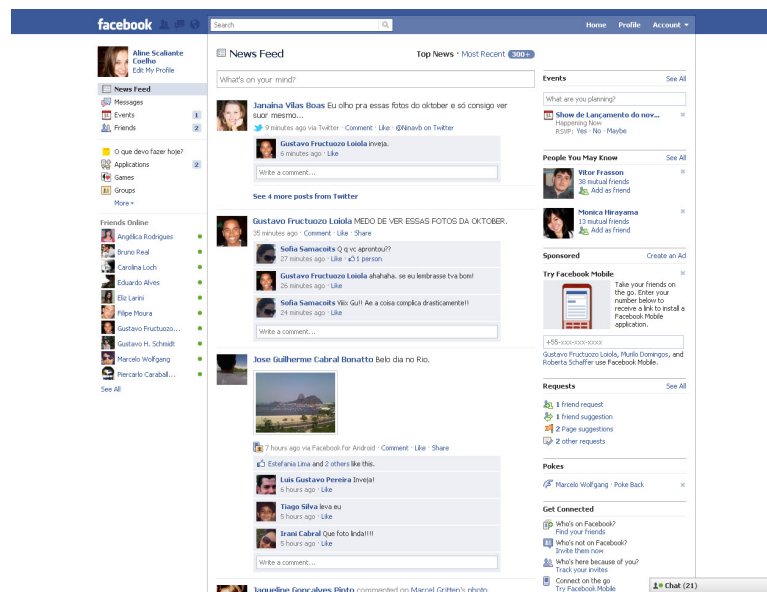 facebook
Search
Home Profile Account
Aline Scaliante
Coelho
Edit My Profile
News Feed
Messages
Events 1
Friends 2
O que devo fazer hoje?
Applications 2
Games
Groups
More
Friends Online
Angélica Rodrigues
Bruno Real
Carolina Loch
Eduardo Alves
Eliz Larini
Filipe Moura
Gustavo Fructuozo...
Gustavo H. Schmidt
Marcelo Wolfgang
Piercarlo Caraball...
See All
News Feed
Top News · Most Recent 300+
What's on your mind?
Janaina Vilas Boas Eu olho pra essas fotos do oktober e só consigo ver
suor mesmo...
9 minutes ago via Twitter · Comment · Like · @Ninavb on Twitter
Gustavo Fructuozo Loiola inveja.
6 minutes ago · Like
Write a comment...
See 4 more posts from Twitter
Gustavo Fructuozo Loiola MEDO DE VER ESSAS FOTOS DA OKTOBER.
35 minutes ago · Comment · Like · Share
Sofia Samacoits Q q vc aprontou??
27 minutes ago · Like · 1 person
Gustavo Fructuozo Loiola ahahaha. se eu lembrasse tva bom!
26 minutes ago · Like
Sofia Samacoits Viiix Gu!! Ae a coisa complica drasticamente!!
24 minutes ago · Like
Write a comment...
Jose Guilherme Cabral Bonatto Belo dia no Rio.
7 hours ago via Facebook for Android · Comment · Like · Share
Estefania Lima and 2 others like this.
Luis Gustavo Pereira Inveja!
6 hours ago · Like
Tiago Silva leva eu
5 hours ago · Like
Irani Cabral Que foto linda!!!!
5 hours ago · Like
Write a comment...
Jaqueline Goncalves Pinto commented on Marcel Gritten's photo.
Events See All
What are you planning?
Show de Lançamento do nov...
Happening Now
RSVP: Yes · No · Maybe
People You May Know See All
Vitor Frasson
38 mutual friends
Add as friend
Monica Hirayama
13 mutual friends
Add as friend
Sponsored Create an Ad
Try Facebook Mobile
Take your friends on
the go. Enter your
number below to
receive a link to install a
Facebook Mobile
application.
+55-xxx-xxx-xxxx
Gustavo Fructuozo Loiola, Murilo Domingos, and
Roberta Schaffer use Facebook Mobile.
Requests See All
1 friend request
1 friend suggestion
2 Page suggestions
2 other requests
Pokes
Marcelo Wolfgang · Poke Back
Get Connected
Who's on Facebook?
Find your friends
Who's not on Facebook?
Invite them now
Who's here because of you?
Track your invites
Connect on the go
Try Facebook Mobile
Chat (21)